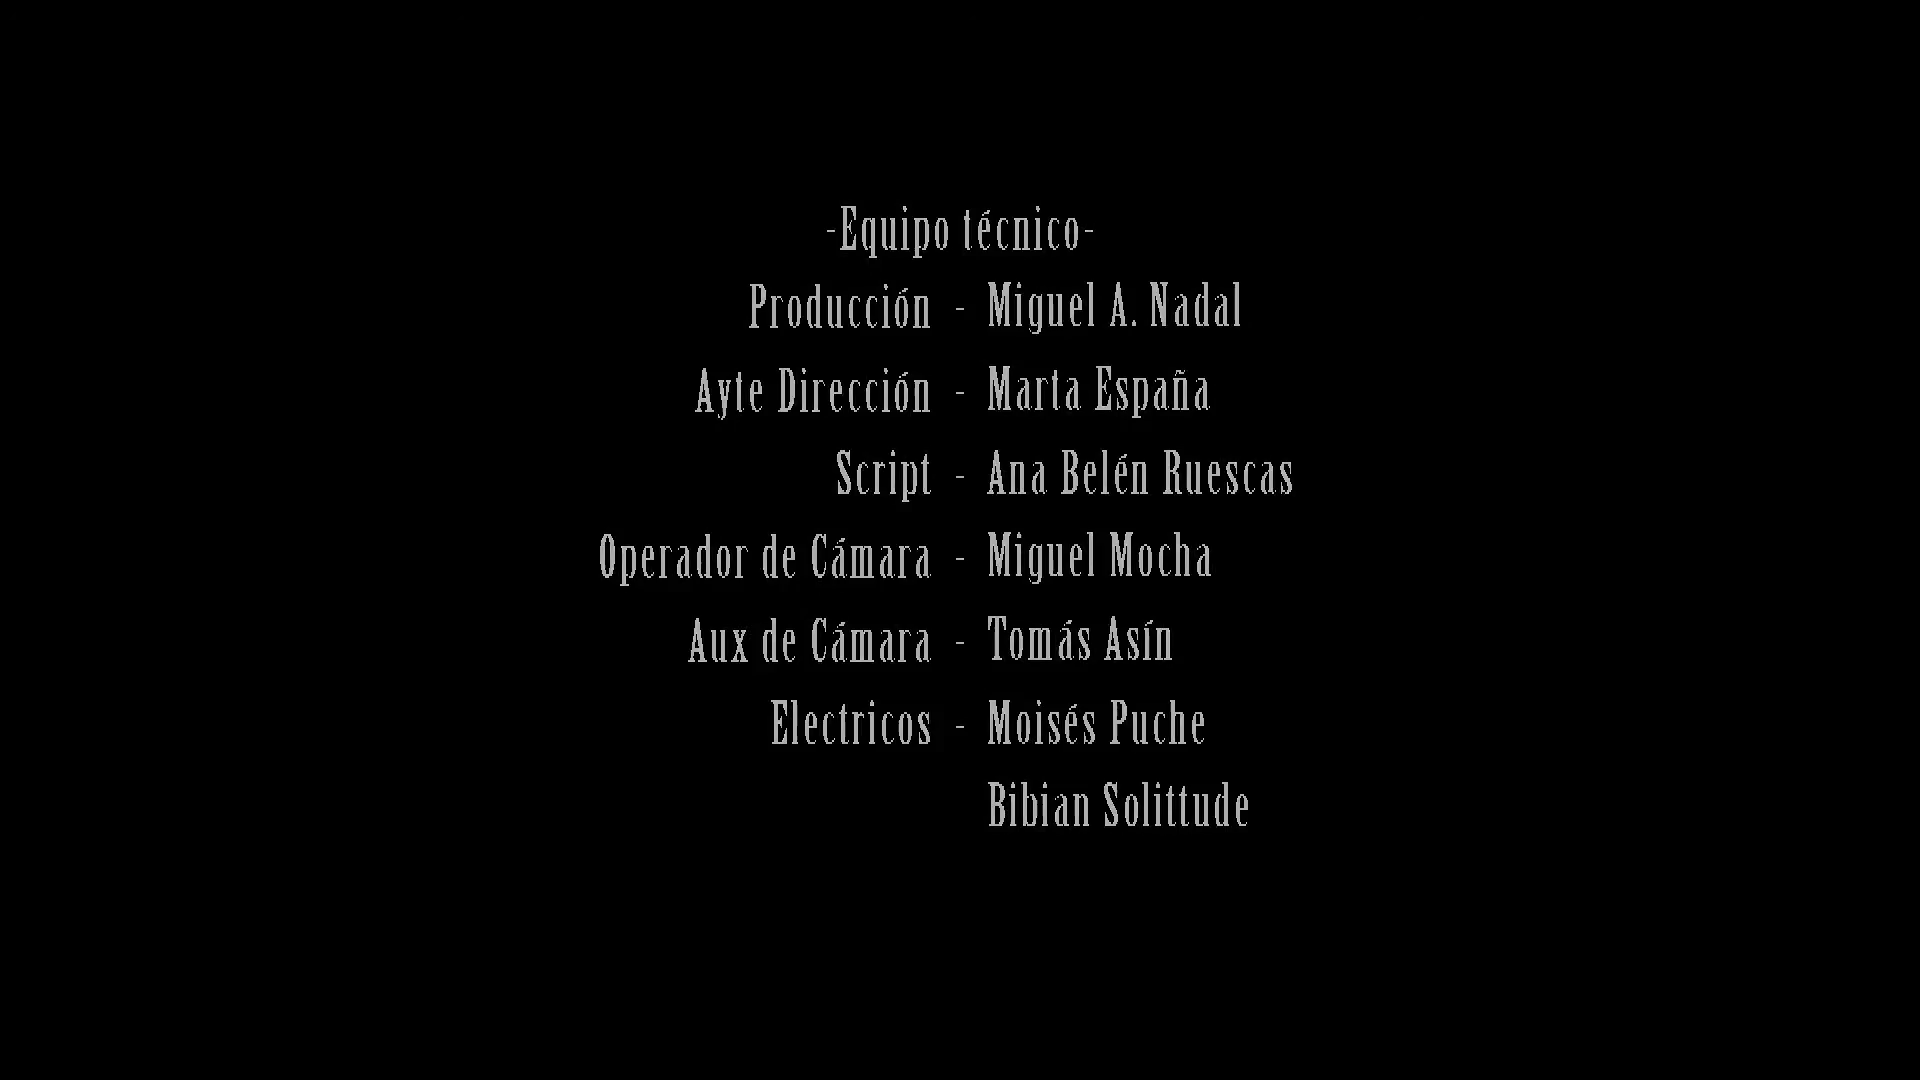 -Equipo técnico-
Producción - Miguel A. Nadal
Ayte Dirección - Marta España
Script - Ana Belén Ruescas
Operador de Cámara - Miguel Mocha
Aux de Cámara - Tomás Asín
Electricos - Moisés Puche
Bibian Solittude